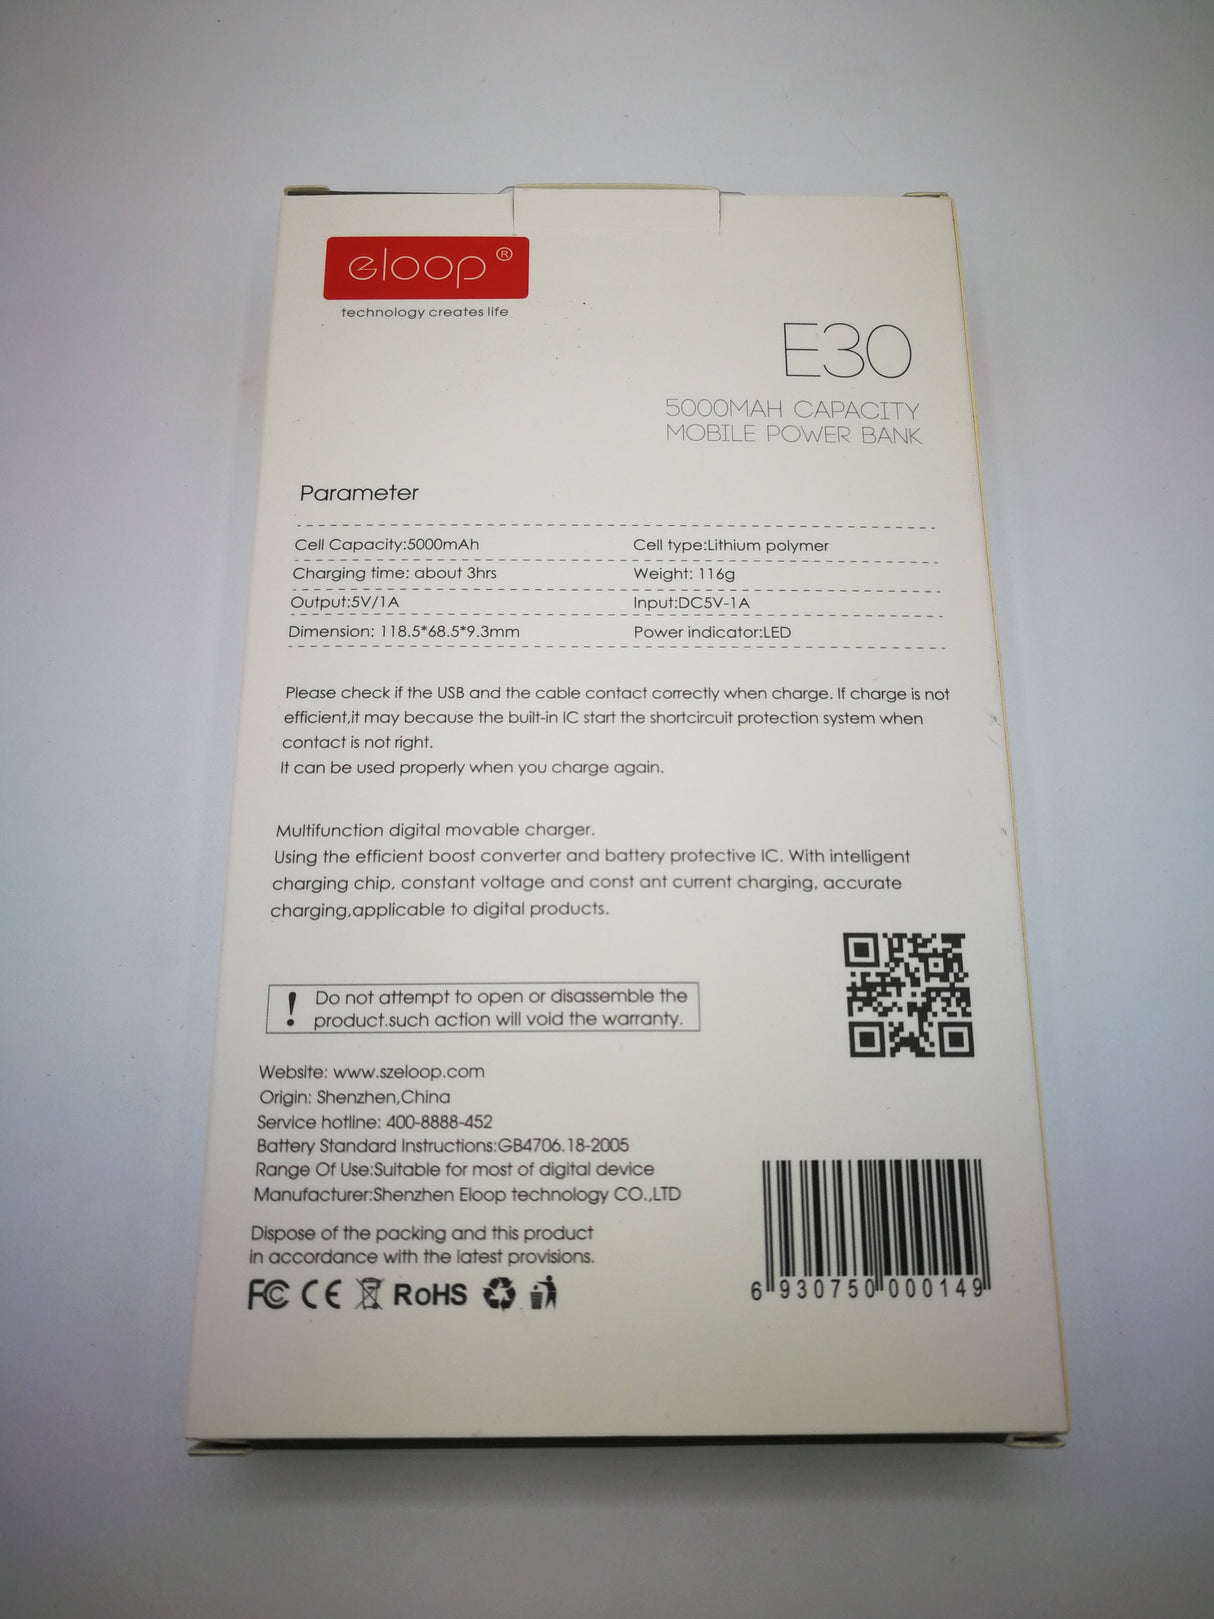 eloop ®
technology creates life
E30
5000MAH CAPACITY
MOBILE POWER BANK
Parameter
Cell Capacity:5000mAh Cell type:Lithium polymer
Charging time: about 3hrs Weight: 116g
Output:5V/1A Input:DC5V-1A
Dimension: 118.5*68.5*9.3mm Power indicator:LED
Please check if the USB and the cable contact correctly when charge. If charge is not
efficient,it may because the built-in IC start the shortcircuit protection system when
contact is not right.
It can be used properly when you charge again.
Multifunction digital movable charger.
Using the efficient boost converter and battery protective IC. With intelligent
charging chip, constant voltage and const ant current charging, accurate
charging,applicable to digital products.
! Do not attempt to open or disassemble the
product.such action will void the warranty.
Website: www.szeloop.com
Origin: Shenzhen,China
Service hotline: 400-8888-452
Battery Standard Instructions:GB4706.18-2005
Range Of Use:Suitable for most of digital device
Manufacturer:Shenzhen Eloop technology CO.,LTD
Dispose of the packing and this product
in accordance with the latest provisions.
FC CE RoHS
6 930750 000149